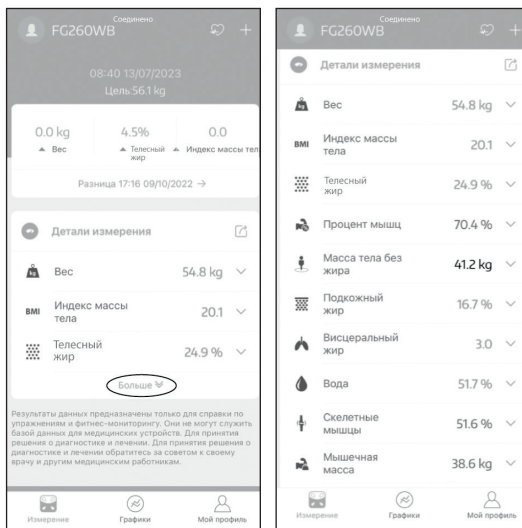 Соединено
FG260WB
08:40 13/07/2023
Цель:56.1 kg
0.0 kg 4.5% 0.0
Вес Телесный жир Индекс массы тел
Разница 17:16 09/10/2022 →
Детали измерения
Вес 54.8 kg
BMI Индекс массы тела 20.1
Телесный жир 24.9 %
Больше
Результаты данных предназначены только для справки по
упражнениям и фитнес-мониторингу. Они не могут служить
базой данных для медицинских устройств. Для принятия
решения о диагностике и лечении. Для принятия решения о
диагностике и лечении обратитесь за советом к своему
врачу и другим медицинским работникам.
Измерение Графики Мой профиль
Соединено
FG260WB
Детали измерения
kg Вес 54.8 kg
BMI Индекс массы тела 20.1
Телесный жир 24.9 %
Процент мышц 70.4 %
Масса тела без жира 41.2 kg
Подкожный жир 16.7 %
Висцеральный жир 3.0
Вода 51.7 %
Скелетные мышцы 51.6 %
Мышечная масса 38.6 kg
Измерение Графики Мой профиль